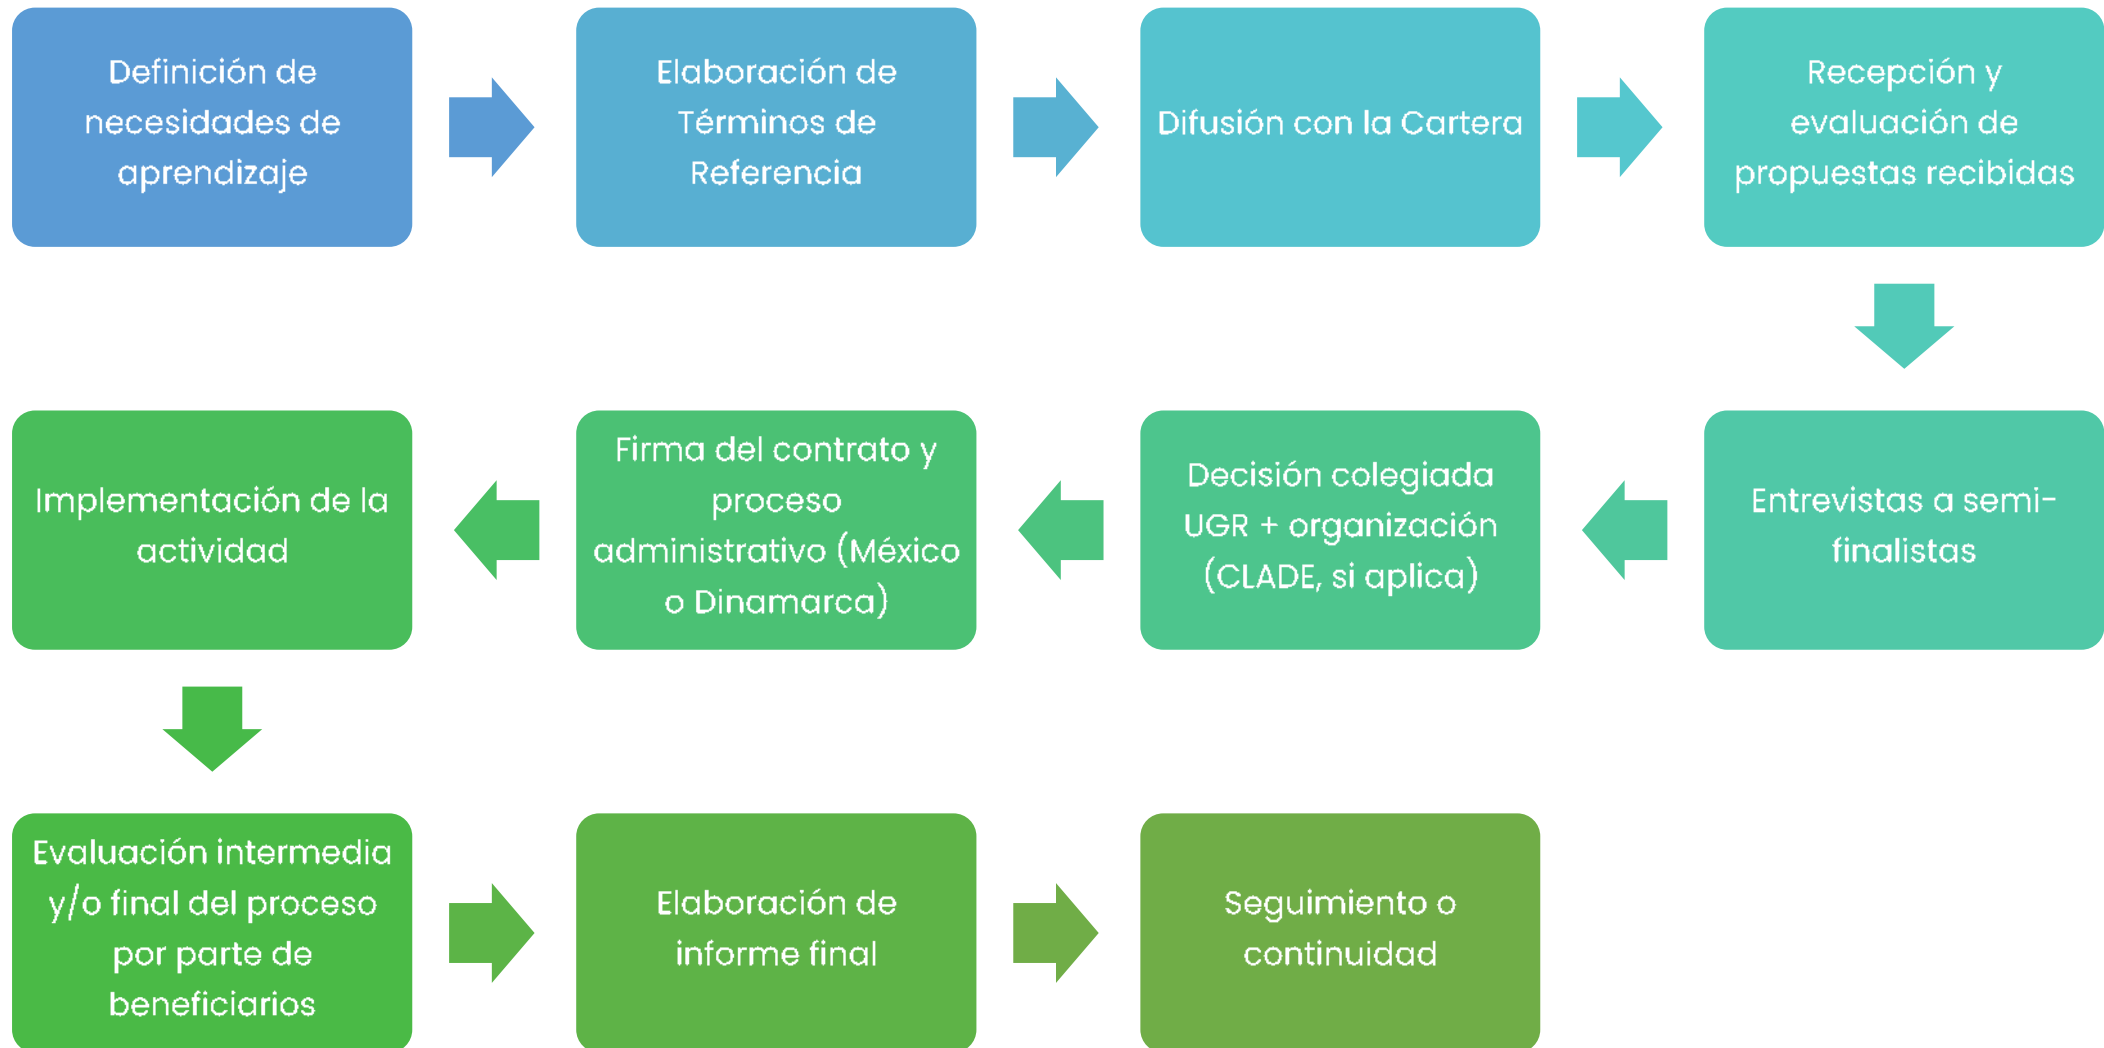 Definición de
necesidades de
aprendizaje
Elaboración de
Términos de
Referencia
Difusión con la Cartera
Recepción y
evaluación de
propuestas recibidas
Entrevistas a semi-
finalistas
Decisión colegiada
UGR + organización
(CLADE, si aplica)
Firma del contrato y
proceso
administrativo (México
o Dinamarca)
Implementación de la
actividad
Evaluación intermedia
y/o final del proceso
por parte de
beneficiarios
Elaboración de
informe final
Seguimiento o
continuidad